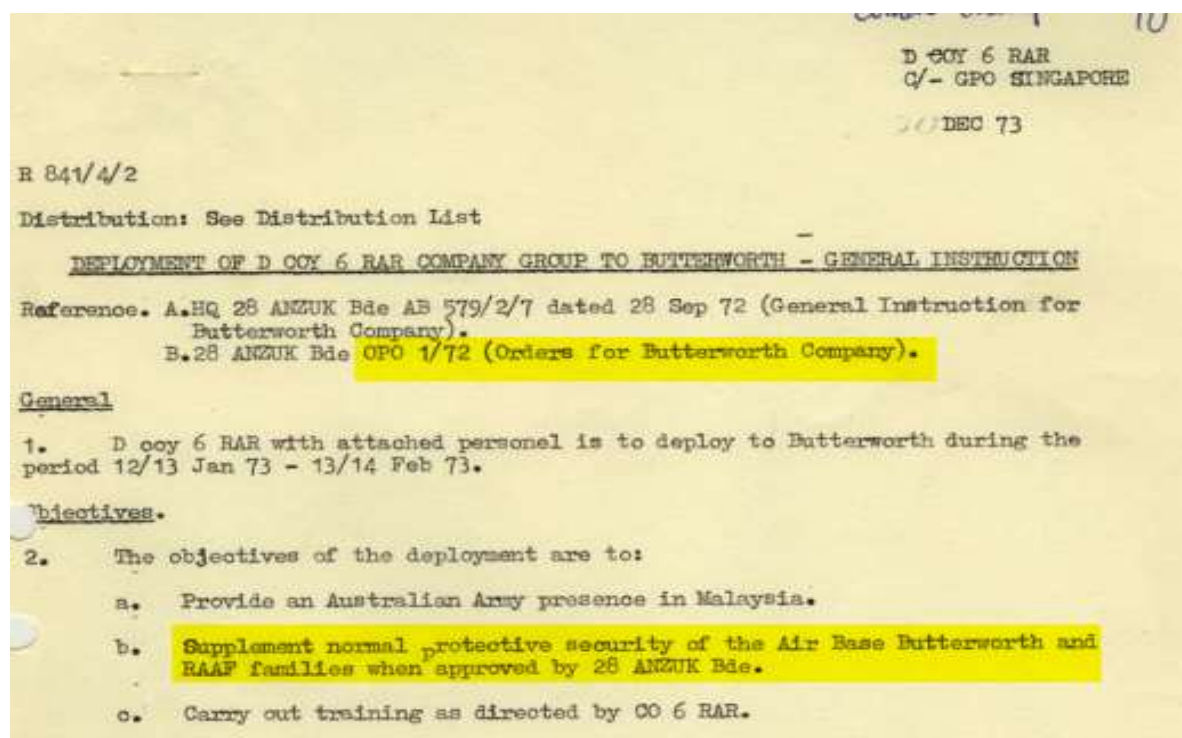 D COY 6 RAR
C/- GPO SINGAPORE
DEC 73
R 841/4/2
Distribution: See Distribution List
DEPLOYMENT OF D COY 6 RAR COMPANY GROUP TO BUTTERWORTH - GENERAL INSTRUCTION
Reference. A.HQ 28 ANZUK Bde AB 579/2/7 dated 28 Sep 72 (General Instruction for
Butterworth Company).
B.28 ANZUK Bde OPO 1/72 (Orders for Butterworth Company).
General
1. D coy 6 RAR with attached personel is to deploy to Butterworth during the
period 12/13 Jan 73 - 13/14 Feb 73.
Objectives.
2. The objectives of the deployment are to:
a. Provide an Australian Army presence in Malaysia.
b. Supplement normal protective security of the Air Base Butterworth and
RAAF families when approved by 28 ANZUK Bde.
c. Carry out training as directed by CO 6 RAR.